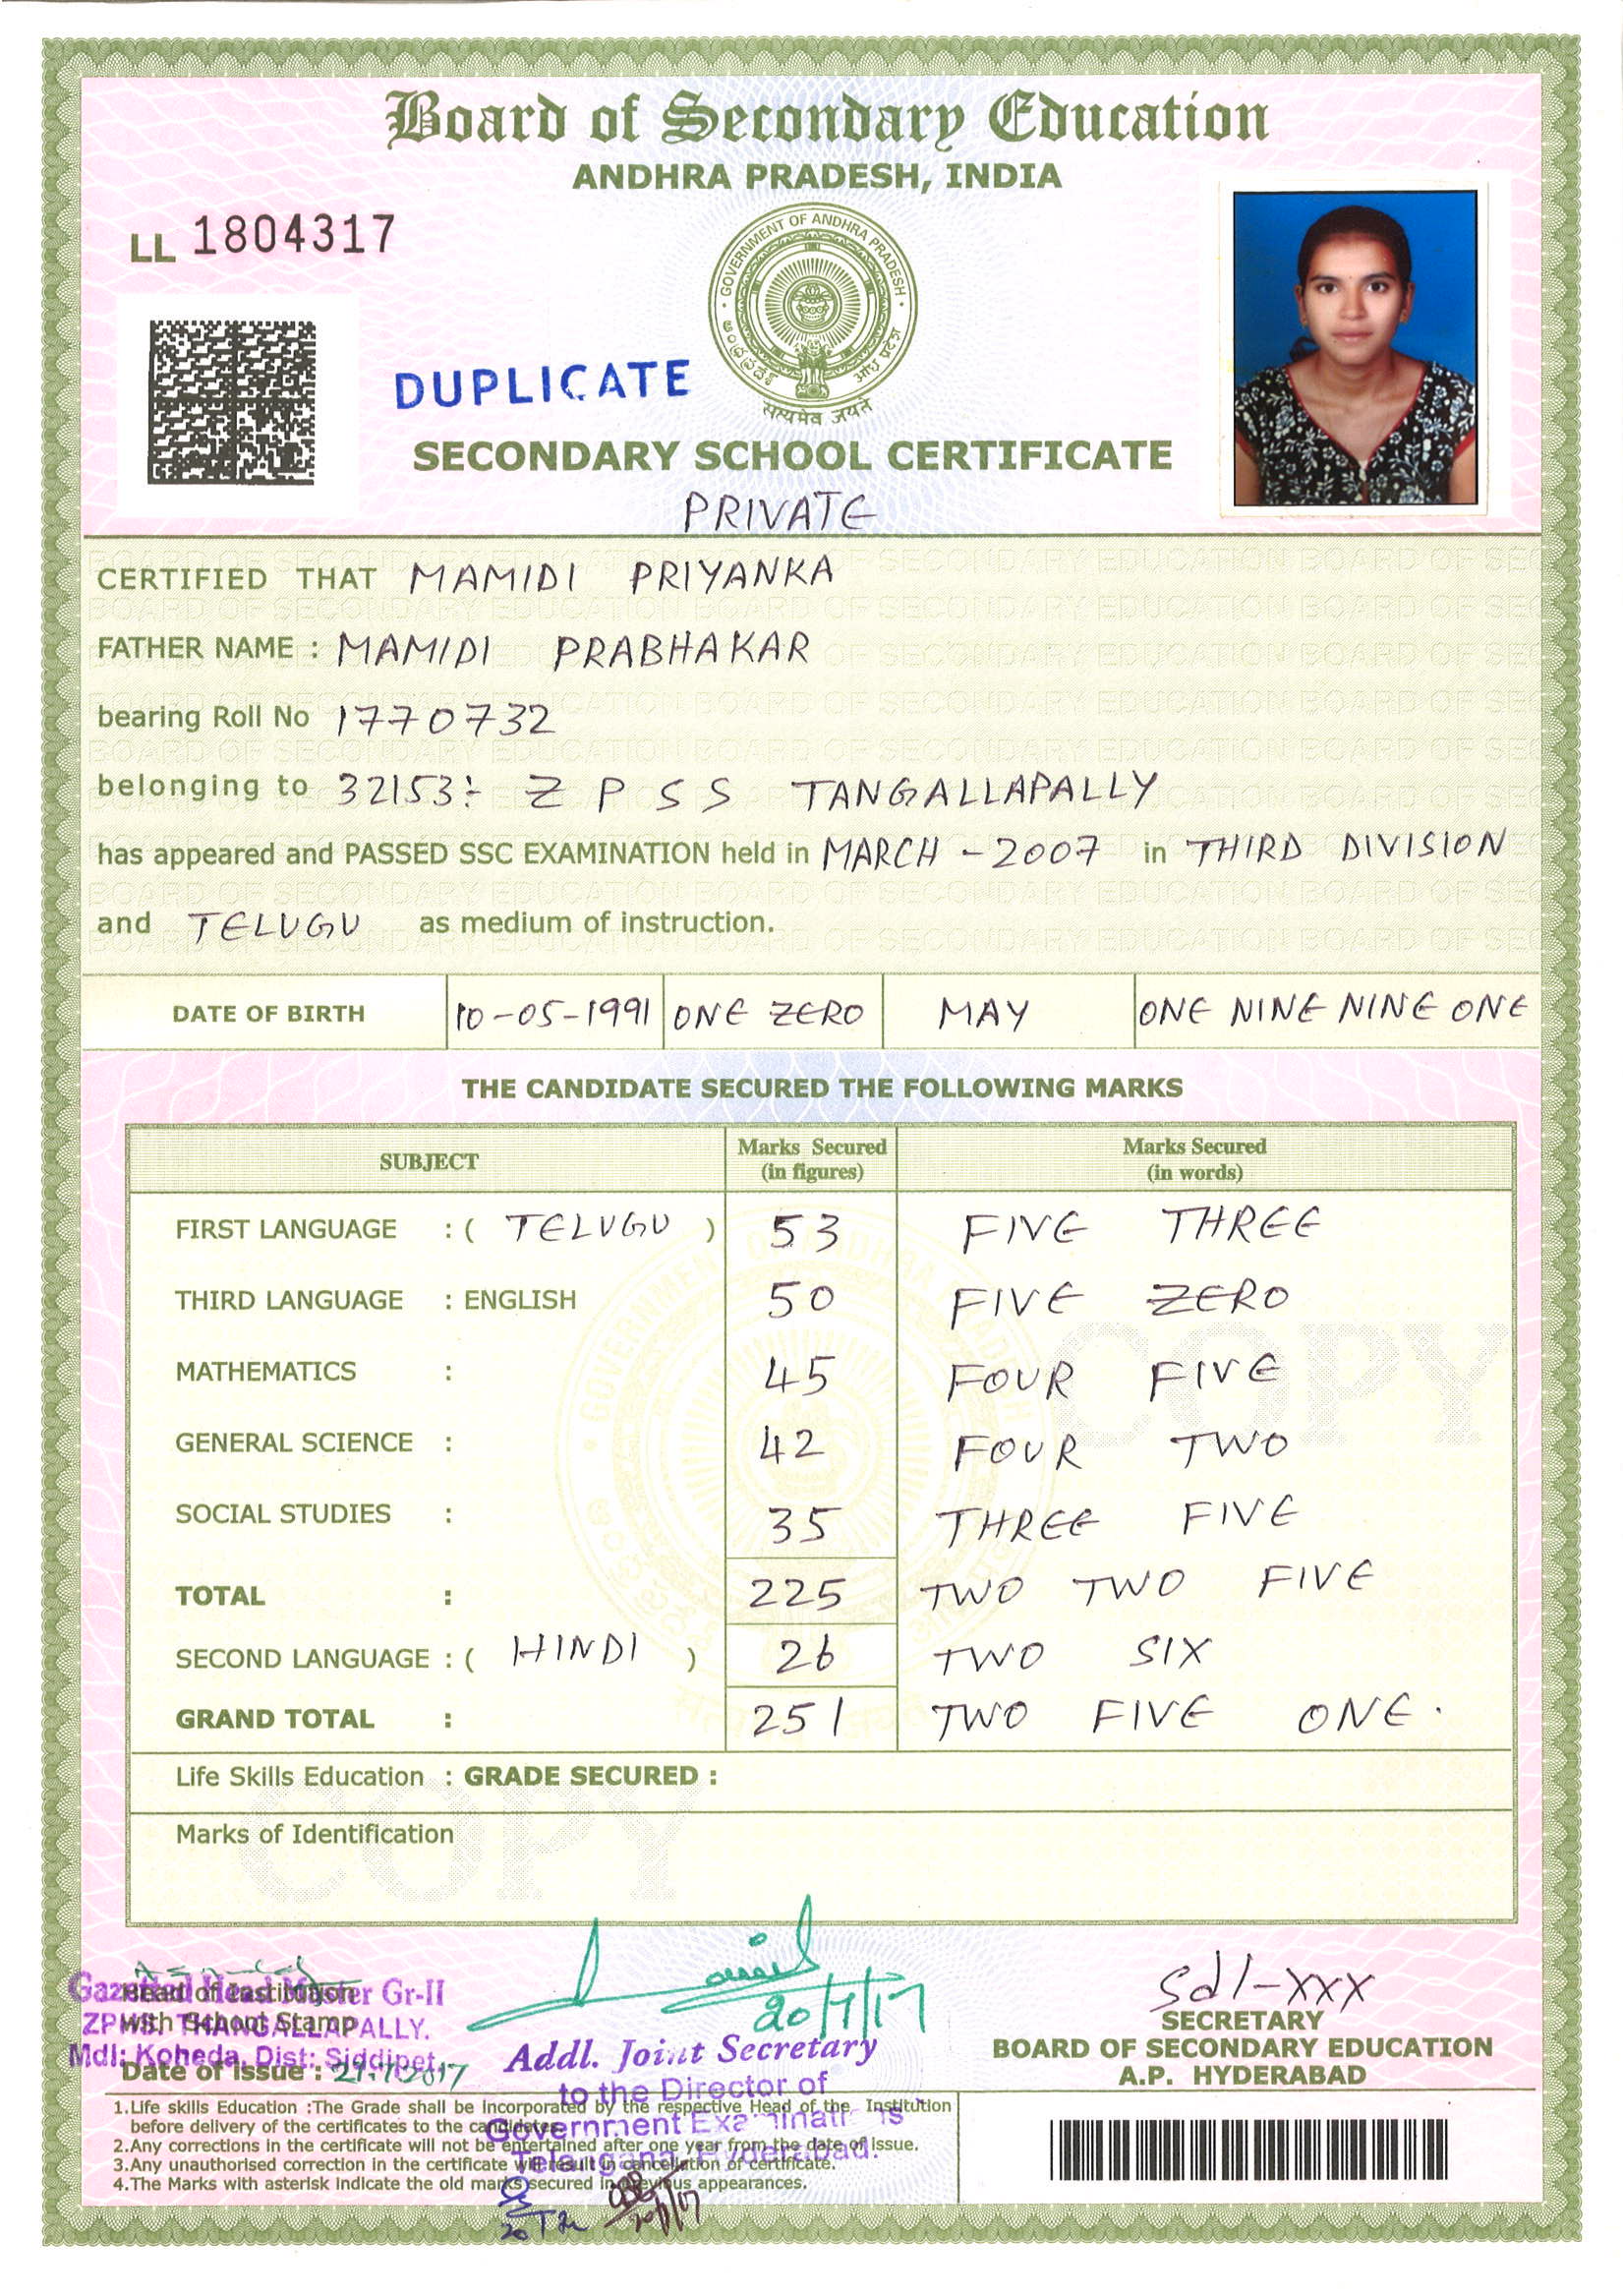 Board of Secondary Education
ANDHRA PRADESH, INDIA
LL 1804317
GOVERNMENT OF ANDHRA PRADESH
ఆంధ్రప్రదేశ్
आंध्र प्रदेश
सत्यमेव जयते
DUPLICATE
SECONDARY SCHOOL CERTIFICATE
PRIVATE
CERTIFIED THAT MAMIDI PRIYANKA
FATHER NAME : MAMIDI PRABHAKAR
bearing Roll No 1770732
belonging to 32153:- Z P S S TANGALLAPALLY
has appeared and PASSED SSC EXAMINATION held in MARCH - 2007 in THIRD DIVISION
and TELUGU as medium of instruction.
DATE OF BIRTH 10-05-1991 ONE ZERO MAY ONE NINE NINE ONE
THE CANDIDATE SECURED THE FOLLOWING MARKS
SUBJECT Marks Secured (in figures) Marks Secured (in words)
FIRST LANGUAGE : ( TELUGU ) 53 FIVE THREE
THIRD LANGUAGE : ENGLISH 50 FIVE ZERO
MATHEMATICS : 45 FOUR FIVE
GENERAL SCIENCE : 42 FOUR TWO
SOCIAL STUDIES : 35 THREE FIVE
TOTAL : 225 TWO TWO FIVE
SECOND LANGUAGE : ( HINDI ) 26 TWO SIX
GRAND TOTAL : 251 TWO FIVE ONE.
COPY
Life Skills Education : GRADE SECURED :
Marks of Identification
COPY
Gazetted Head Master Gr-II
Head of Institution
ZPHS. THANGALLAPALLY.
with School Stamp
Mdl: Koheda, Dist: Siddipet.
Date of issue : 21.7.2017
20/7/17
Addl. Joint Secretary
to the Director of
Government Examinations
Telangana, Hyderabad.
Sd/-xxx
SECRETARY
BOARD OF SECONDARY EDUCATION
A.P. HYDERABAD
1.Life skills Education :The Grade shall be incorporated by the respective Head of the Institution
before delivery of the certificates to the candidates.
2.Any corrections in the certificate will not be entertained after one year from the date of issue.
3.Any unauthorised correction in the certificate will result in cancellation of certificate.
4.The Marks with asterisk indicate the old marks secured in previous appearances.